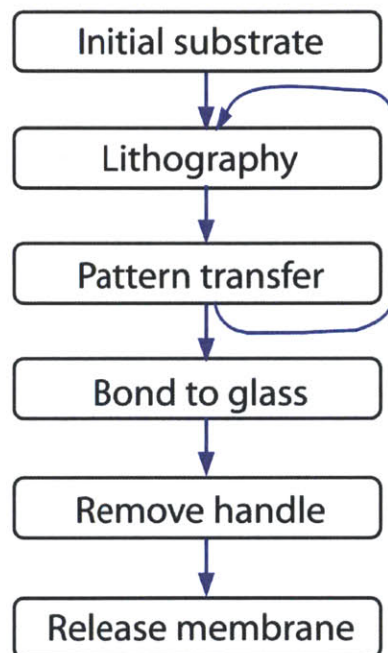 Initial substrate
Lithography
Pattern transfer
Bond to glass
Remove handle
Release membrane